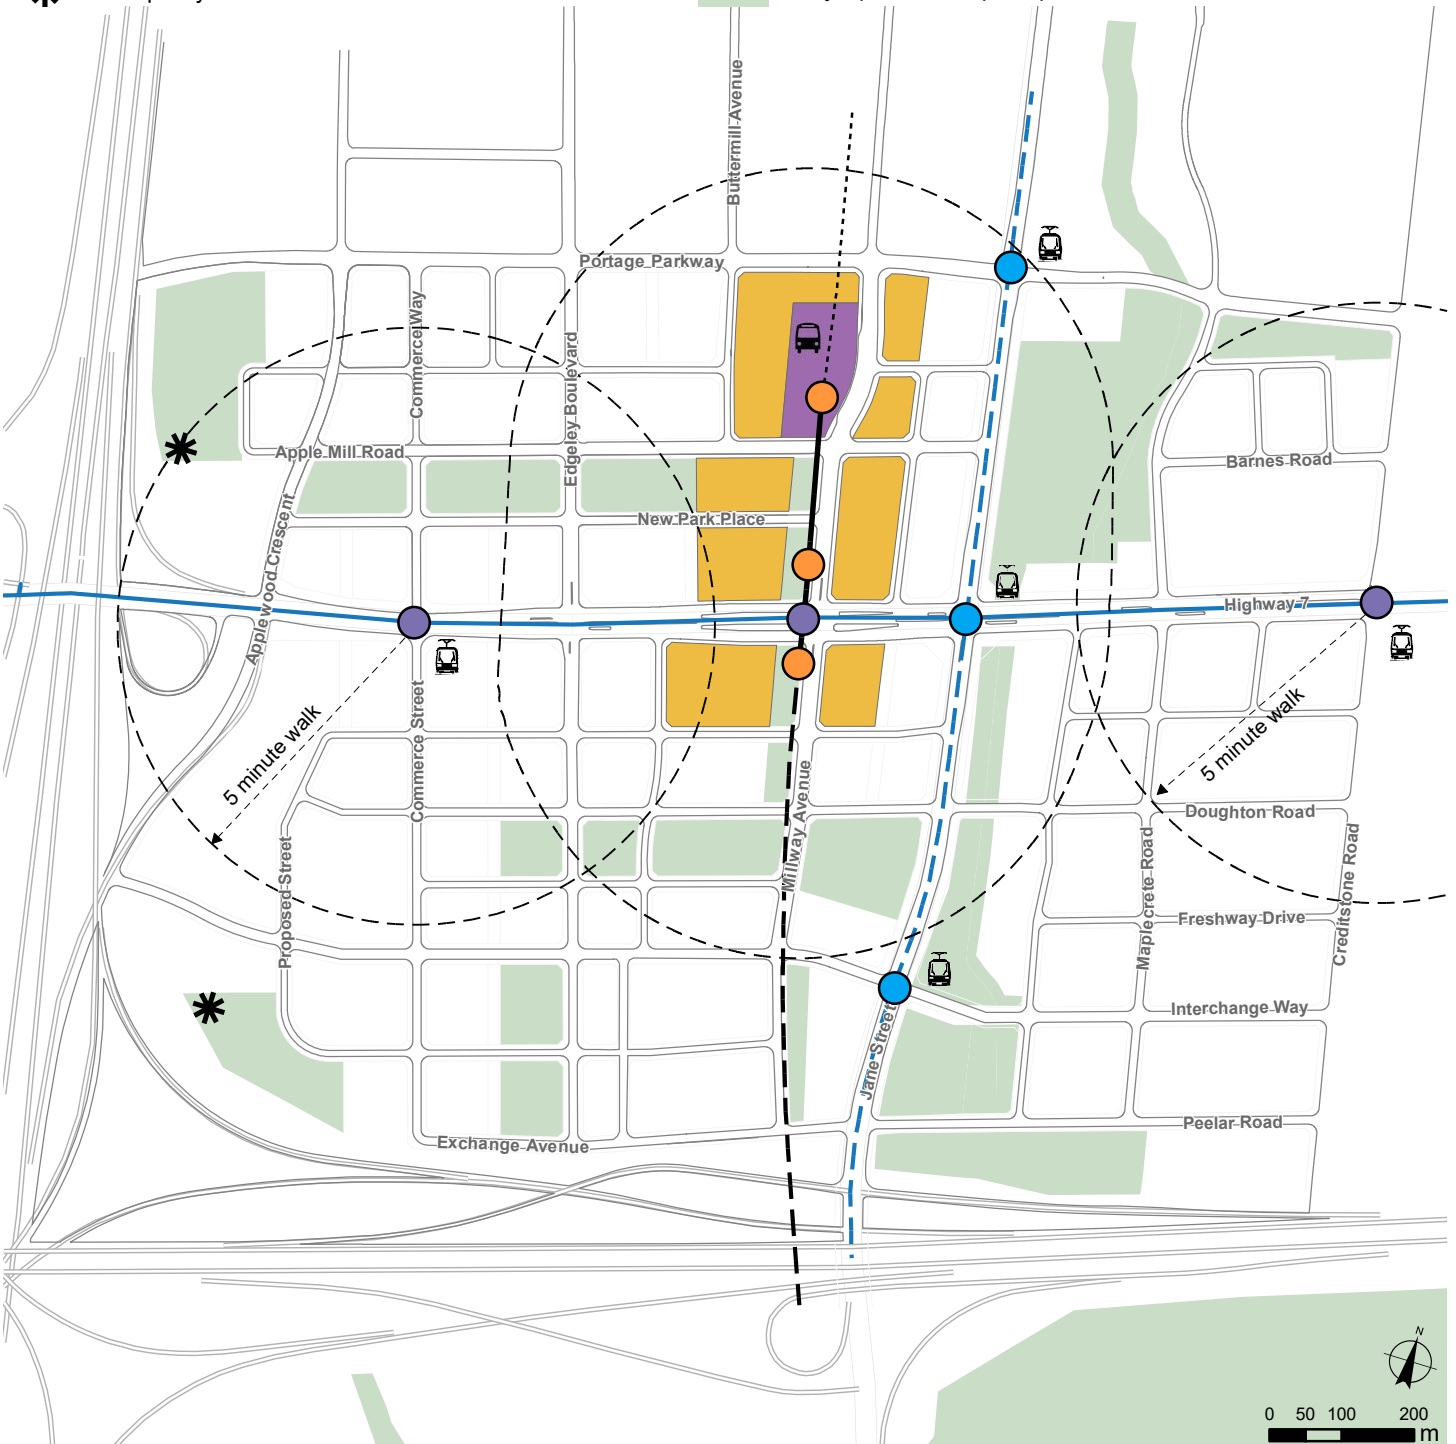 Buttermill Avenue
Portage Parkway
Commerce Way
Edgeley Boulevard
Apple Mill Road
Barnes Road
New Park Place
Applewood Crescent
Highway 7
5 minute walk
5 minute walk
Commerce Street
Millway Avenue
Doughton Road
Proposed Street
Maplecrete Road
Creditstone Road
Freshway Drive
Interchange Way
Jane Street
Peelar Road
Exchange Avenue
N
0 50 100 200
m